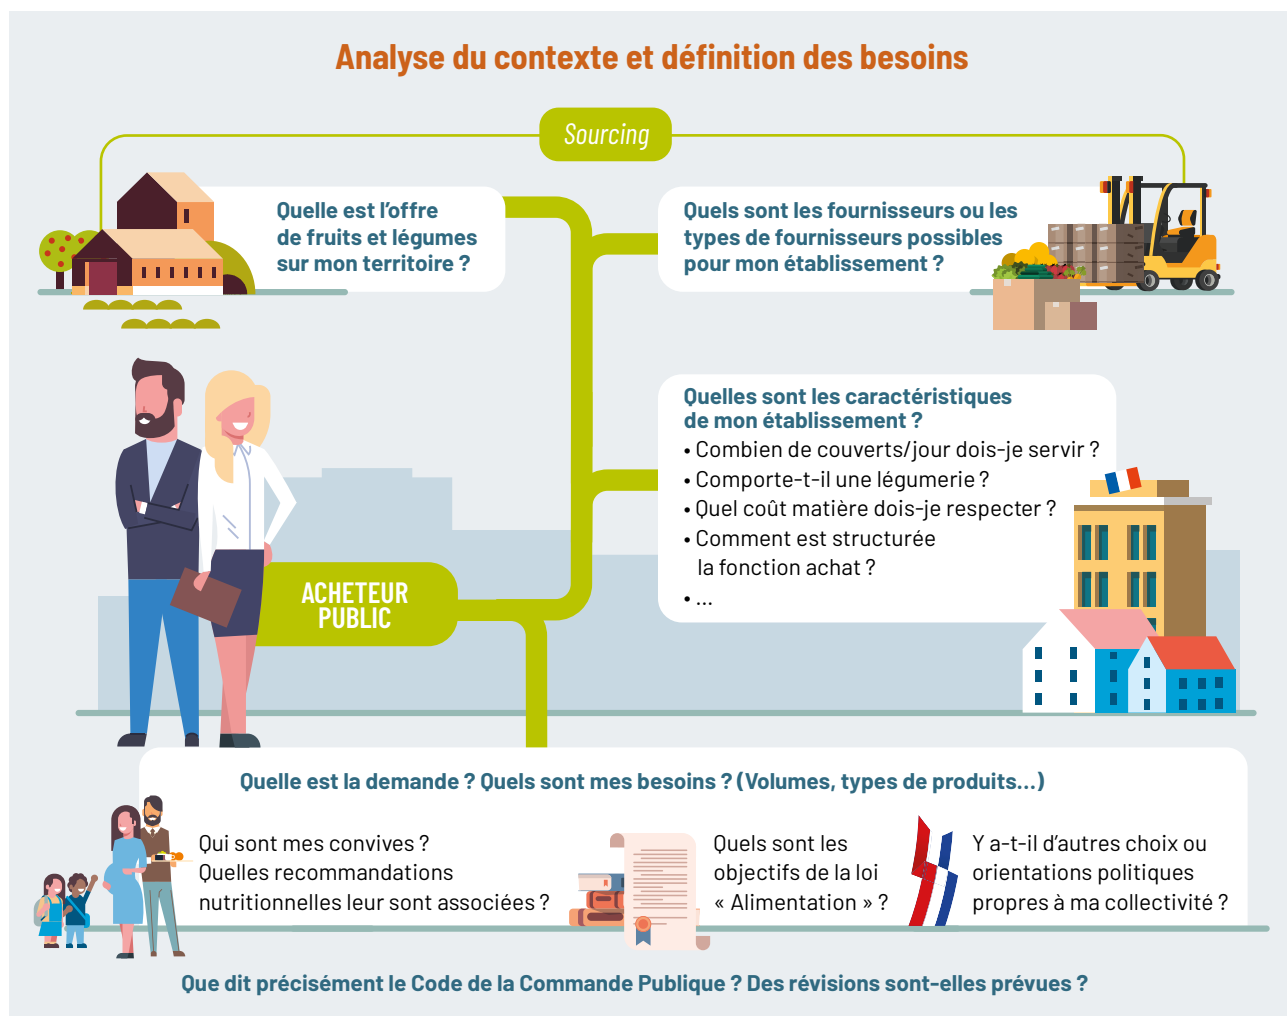 Analyse du contexte et définition des besoins
Sourcing
Quelle est l’offre
de fruits et légumes
sur mon territoire ?
Quels sont les fournisseurs ou les
types de fournisseurs possibles
pour mon établissement ?
Quelles sont les caractéristiques
de mon établissement ?
• Combien de couverts/jour dois-je servir ?
• Comporte-t-il une légumerie ?
• Quel coût matière dois-je respecter ?
• Comment est structurée
la fonction achat ?
• ...
ACHETEUR
PUBLIC
Quelle est la demande ? Quels sont mes besoins ? (Volumes, types de produits...)
Qui sont mes convives ?
Quelles recommandations
nutritionnelles leur sont associées ?
Quels sont les
objectifs de la loi
« Alimentation » ?
Y a-t-il d’autres choix ou
orientations politiques
propres à ma collectivité ?
Que dit précisément le Code de la Commande Publique ? Des révisions sont-elles prévues ?